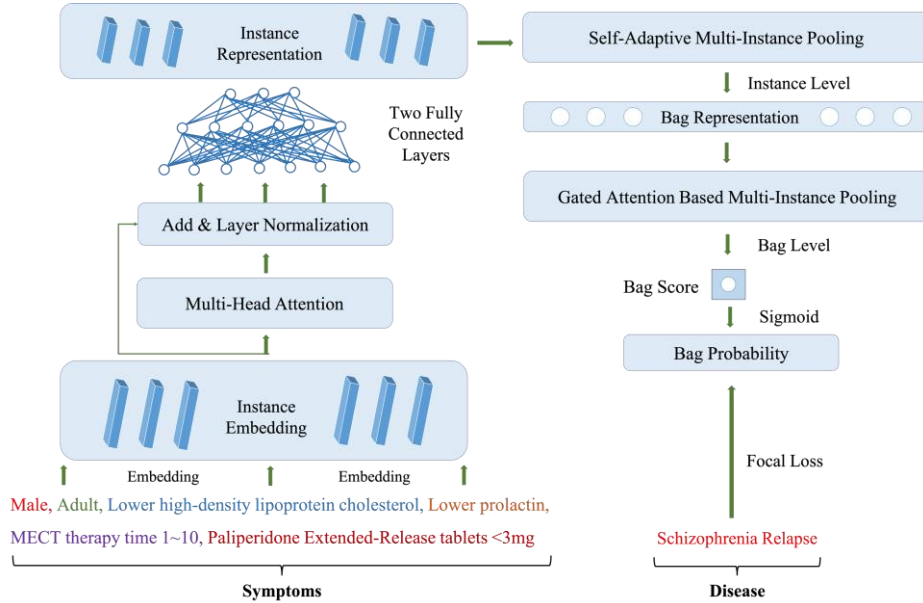 Instance
Representation
Two Fully
Connected
Layers
Add & Layer Normalization
Multi-Head Attention
Instance
Embedding
Embedding
Embedding
Male, Adult, Lower high-density lipoprotein cholesterol, Lower prolactin,
MECT therapy time 1~10, Paliperidone Extended-Release tablets <3mg
Symptoms
Self-Adaptive Multi-Instance Pooling
Instance Level
Bag Representation
Gated Attention Based Multi-Instance Pooling
Bag Level
Bag Score
Sigmoid
Bag Probability
Focal Loss
Schizophrenia Relapse
Disease